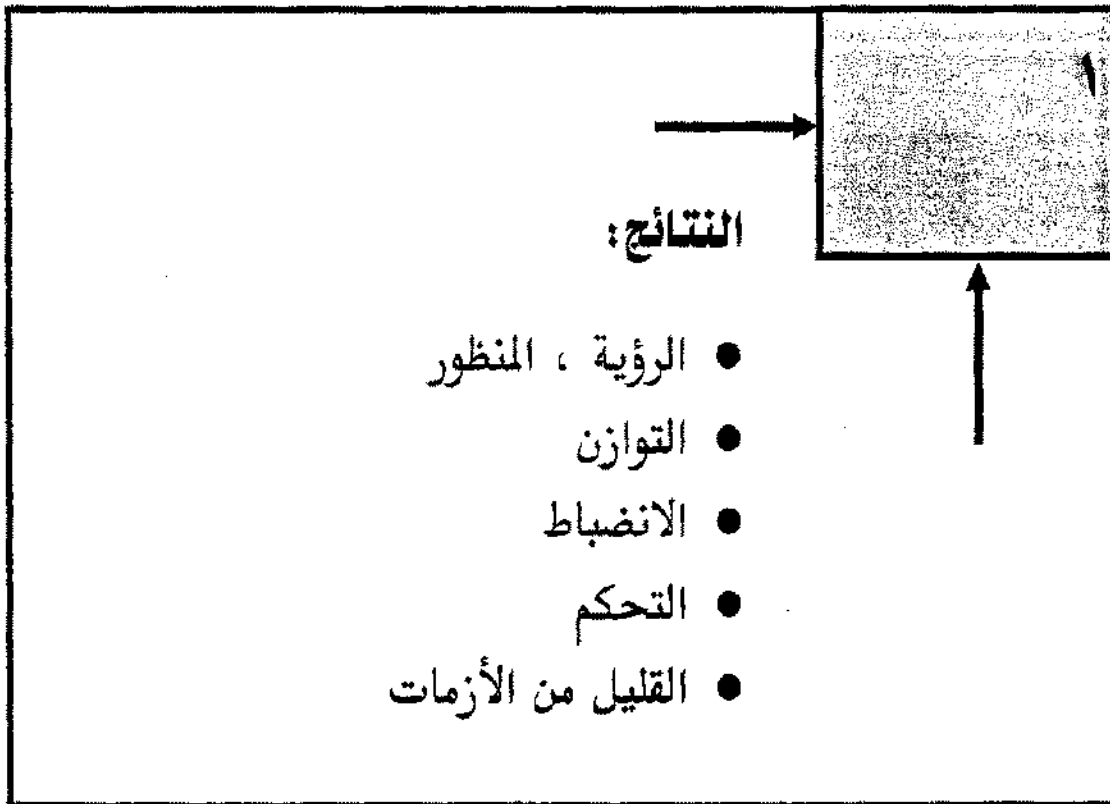 ١
النتائج:
● الرؤية ، المنظور
● التوازن
● الانضباط
● التحكم
● القليل من الأزمات